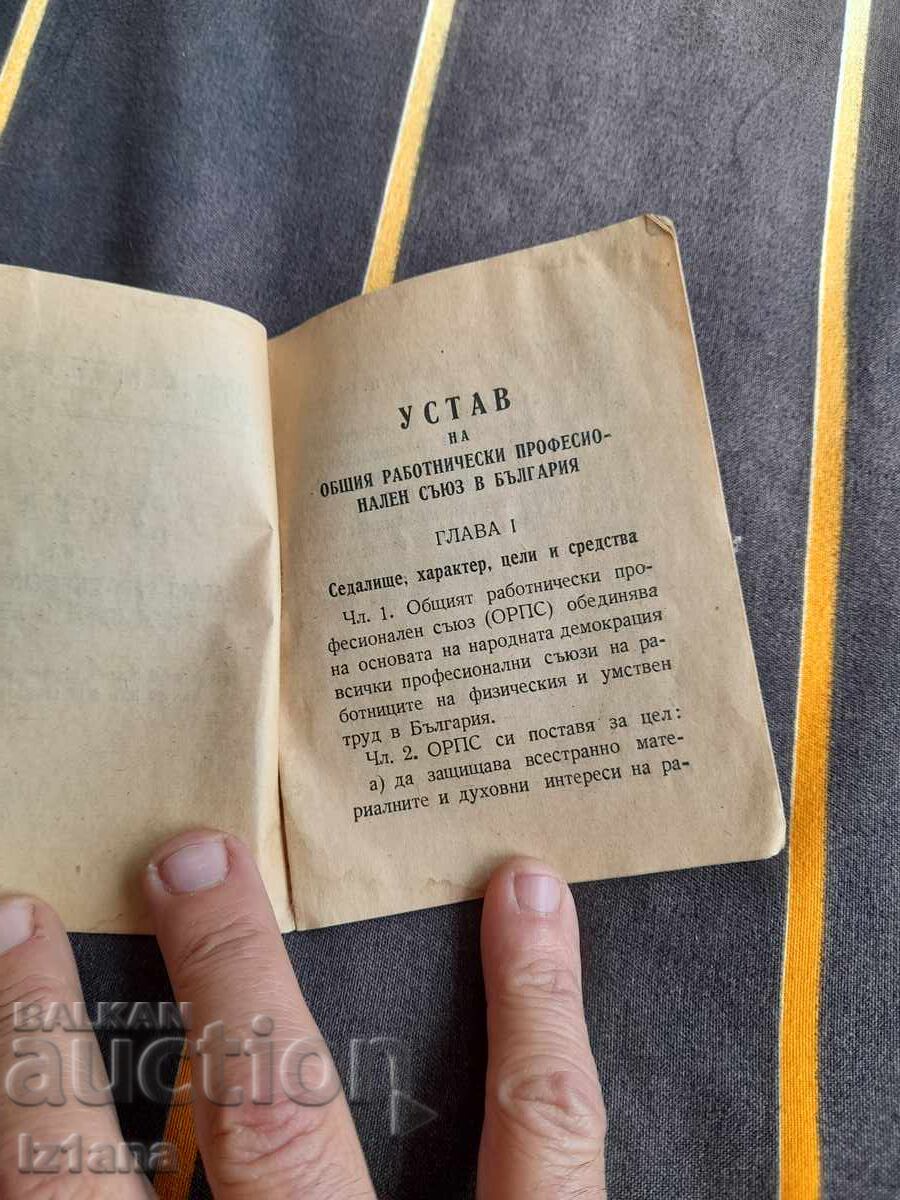 УСТАВ
НА
ОБЩИЯ РАБОТНИЧЕСКИ ПРОФЕСИО-
НАЛЕН СЪЮЗ В БЪЛГАРИЯ
ГЛАВА I
Седалище, характер, цели и средства
Чл. 1. Общият работнически про-
фесионален съюз (ОРПС) обединява
на основата на народната демокрация
всички професионални съюзи на ра-
ботниците на физическия и умствен
труд в България.
Чл. 2. ОРПС си поставя за цел:
а) да защищава всестранно мате-
риалните и духовни интереси на ра-
BALKAN
auction
iz1ana